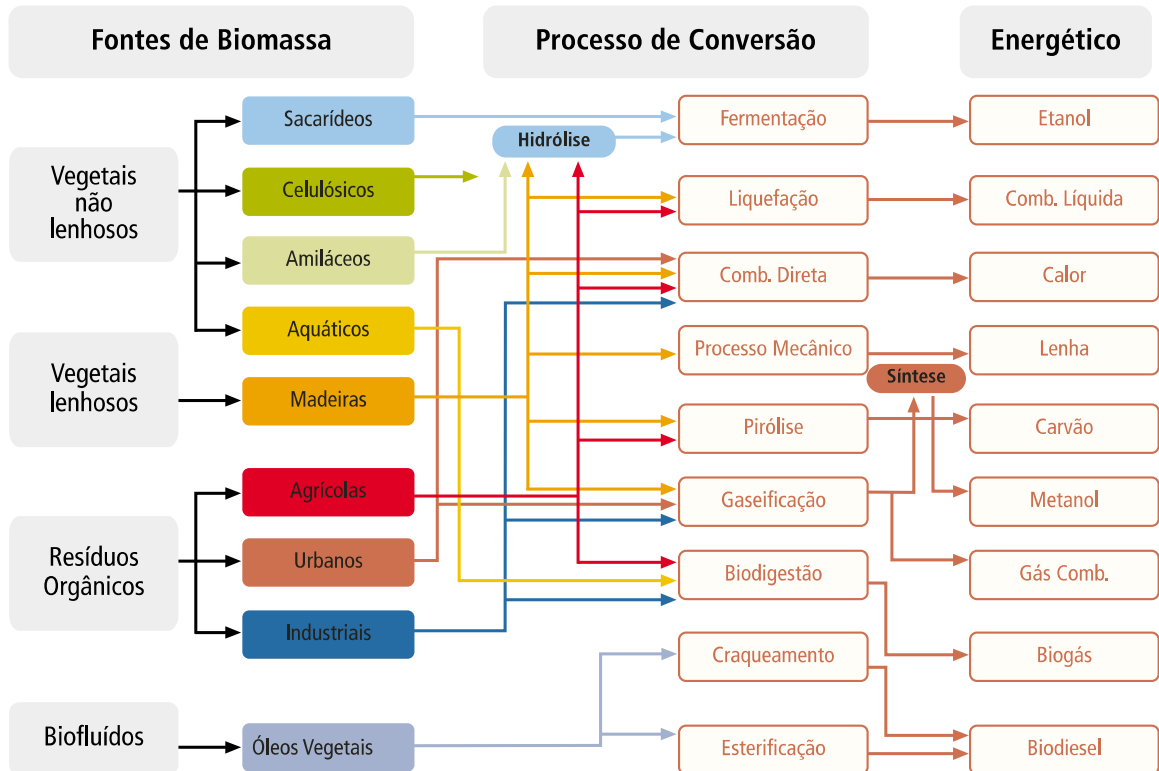 Fontes de Biomassa
Processo de Conversão
Energético
Vegetais
não
lenhosos
Vegetais
lenhosos
Resíduos
Orgânicos
Biofluídos
Sacarídeos
Celulósicos
Amiláceos
Aquáticos
Madeiras
Agrícolas
Urbanos
Industriais
Óleos Vegetais
Hidrólise
Fermentação
Liquefação
Comb. Direta
Processo Mecânico
Pirólise
Gaseificação
Biodigestão
Craqueamento
Esterificação
Síntese
Etanol
Comb. Líquida
Calor
Lenha
Carvão
Metanol
Gás Comb.
Biogás
Biodiesel